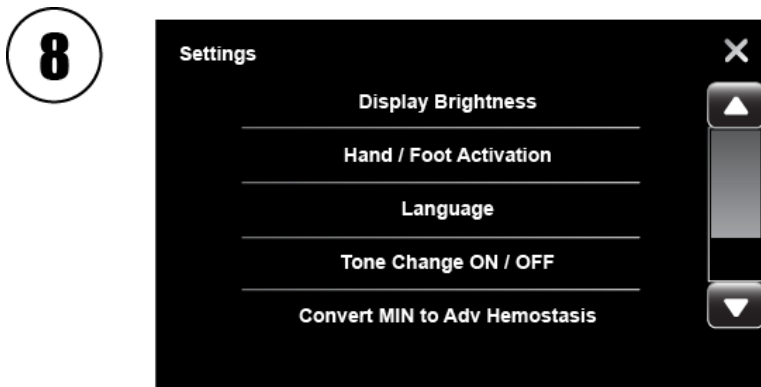 8
Settings
Display Brightness
Hand / Foot Activation
Language
Tone Change ON / OFF
Convert MIN to Adv Hemostasis